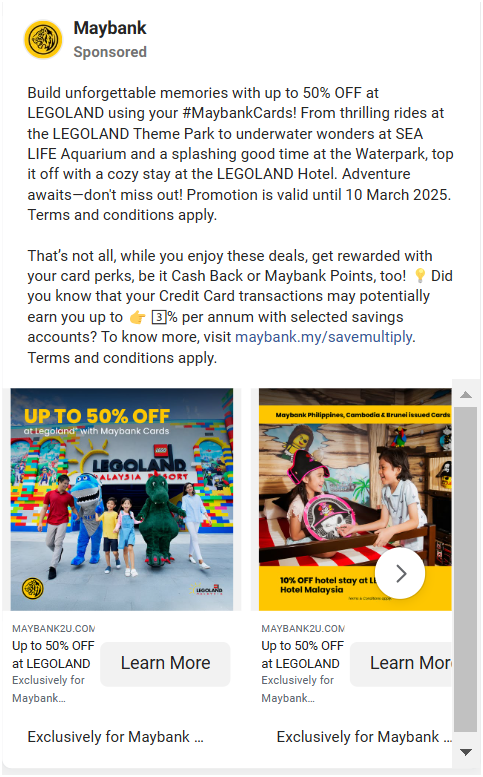 Maybank
Sponsored
Build unforgettable memories with up to 50% OFF at
LEGOLAND using your #MaybankCards! From thrilling rides at
the LEGOLAND Theme Park to underwater wonders at SEA
LIFE Aquarium and a splashing good time at the Waterpark, top
it off with a cozy stay at the LEGOLAND Hotel. Adventure
awaits—don't miss out! Promotion is valid until 10 March 2025.
Terms and conditions apply.
That's not all, while you enjoy these deals, get rewarded with
your card perks, be it Cash Back or Maybank Points, too! 💡 Did
you know that your Credit Card transactions may potentially
earn you up to 👉 3️⃣% per annum with selected savings
accounts? To know more, visit maybank.my/savemultiply.
Terms and conditions apply.
UP TO 50% OFF
at Legoland® with Maybank Cards
LEGO
LEGOLAND
MALAYSIA RESORT
LEGOLAND
Maybank Philippines, Cambodia & Brunei issued Cards
10% OFF hotel stay at LE
Hotel Malaysia
Terms & Conditions apply
MAYBANK2U.COM
Up to 50% OFF
at LEGOLAND
Exclusively for
Maybank…
Learn More
MAYBANK2U.COM
Up to 50% OFF
at LEGOLAND
Exclusively for
Maybank…
Learn Mor
Exclusively for Maybank ...
Exclusively for Maybank ...